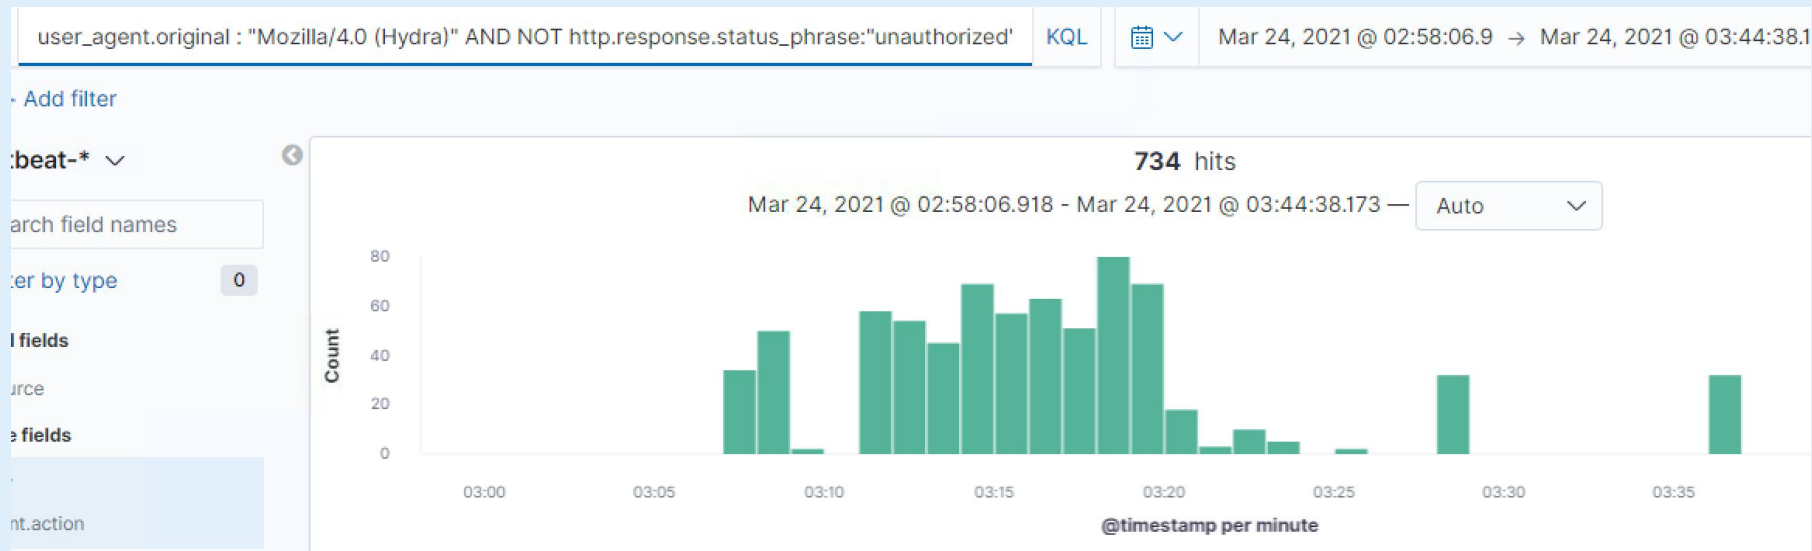 user_agent.original : "Mozilla/4.0 (Hydra)" AND NOT http.response.status_phrase:"unauthorized'
KQL
Mar 24, 2021 @ 02:58:06.9 → Mar 24, 2021 @ 03:44:38.1
Add filter
:beat-*
734 hits
Mar 24, 2021 @ 02:58:06.918 - Mar 24, 2021 @ 03:44:38.173 —
Auto
arch field names
ter by type 0
l fields
urce
e fields
nt.action
Count
80
60
40
20
0
03:00 03:05 03:10 03:15 03:20 03:25 03:30 03:35
@timestamp per minute